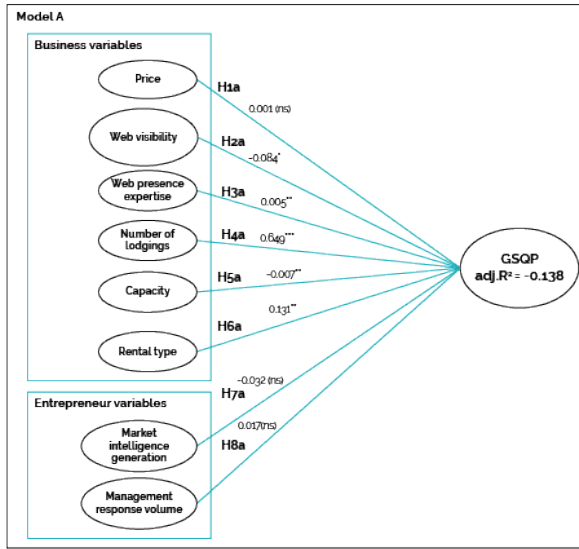 Model A
Business variables
Price
H1a
0.001 (ns)
Web visibility
H2a
-0.084*
Web presence
expertise
H3a
0.005**
Number of
lodgings
H4a
0.649***
Capacity
H5a
-0.007**
Rental type
H6a
0.131**
GSQP
adj.R² = -0.138
Entrepreneur variables
H7a
-0.032 (ns)
Market
intelligence
generation
0.017(ns)
H8a
Management
response volume